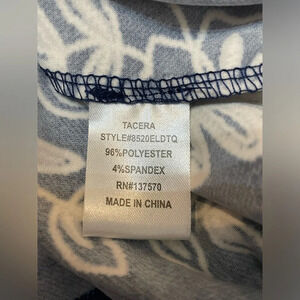 TACERA
STYLE#8520ELDTQ
96%POLYESTER
4%SPANDEX
RN#137570
MADE IN CHINA